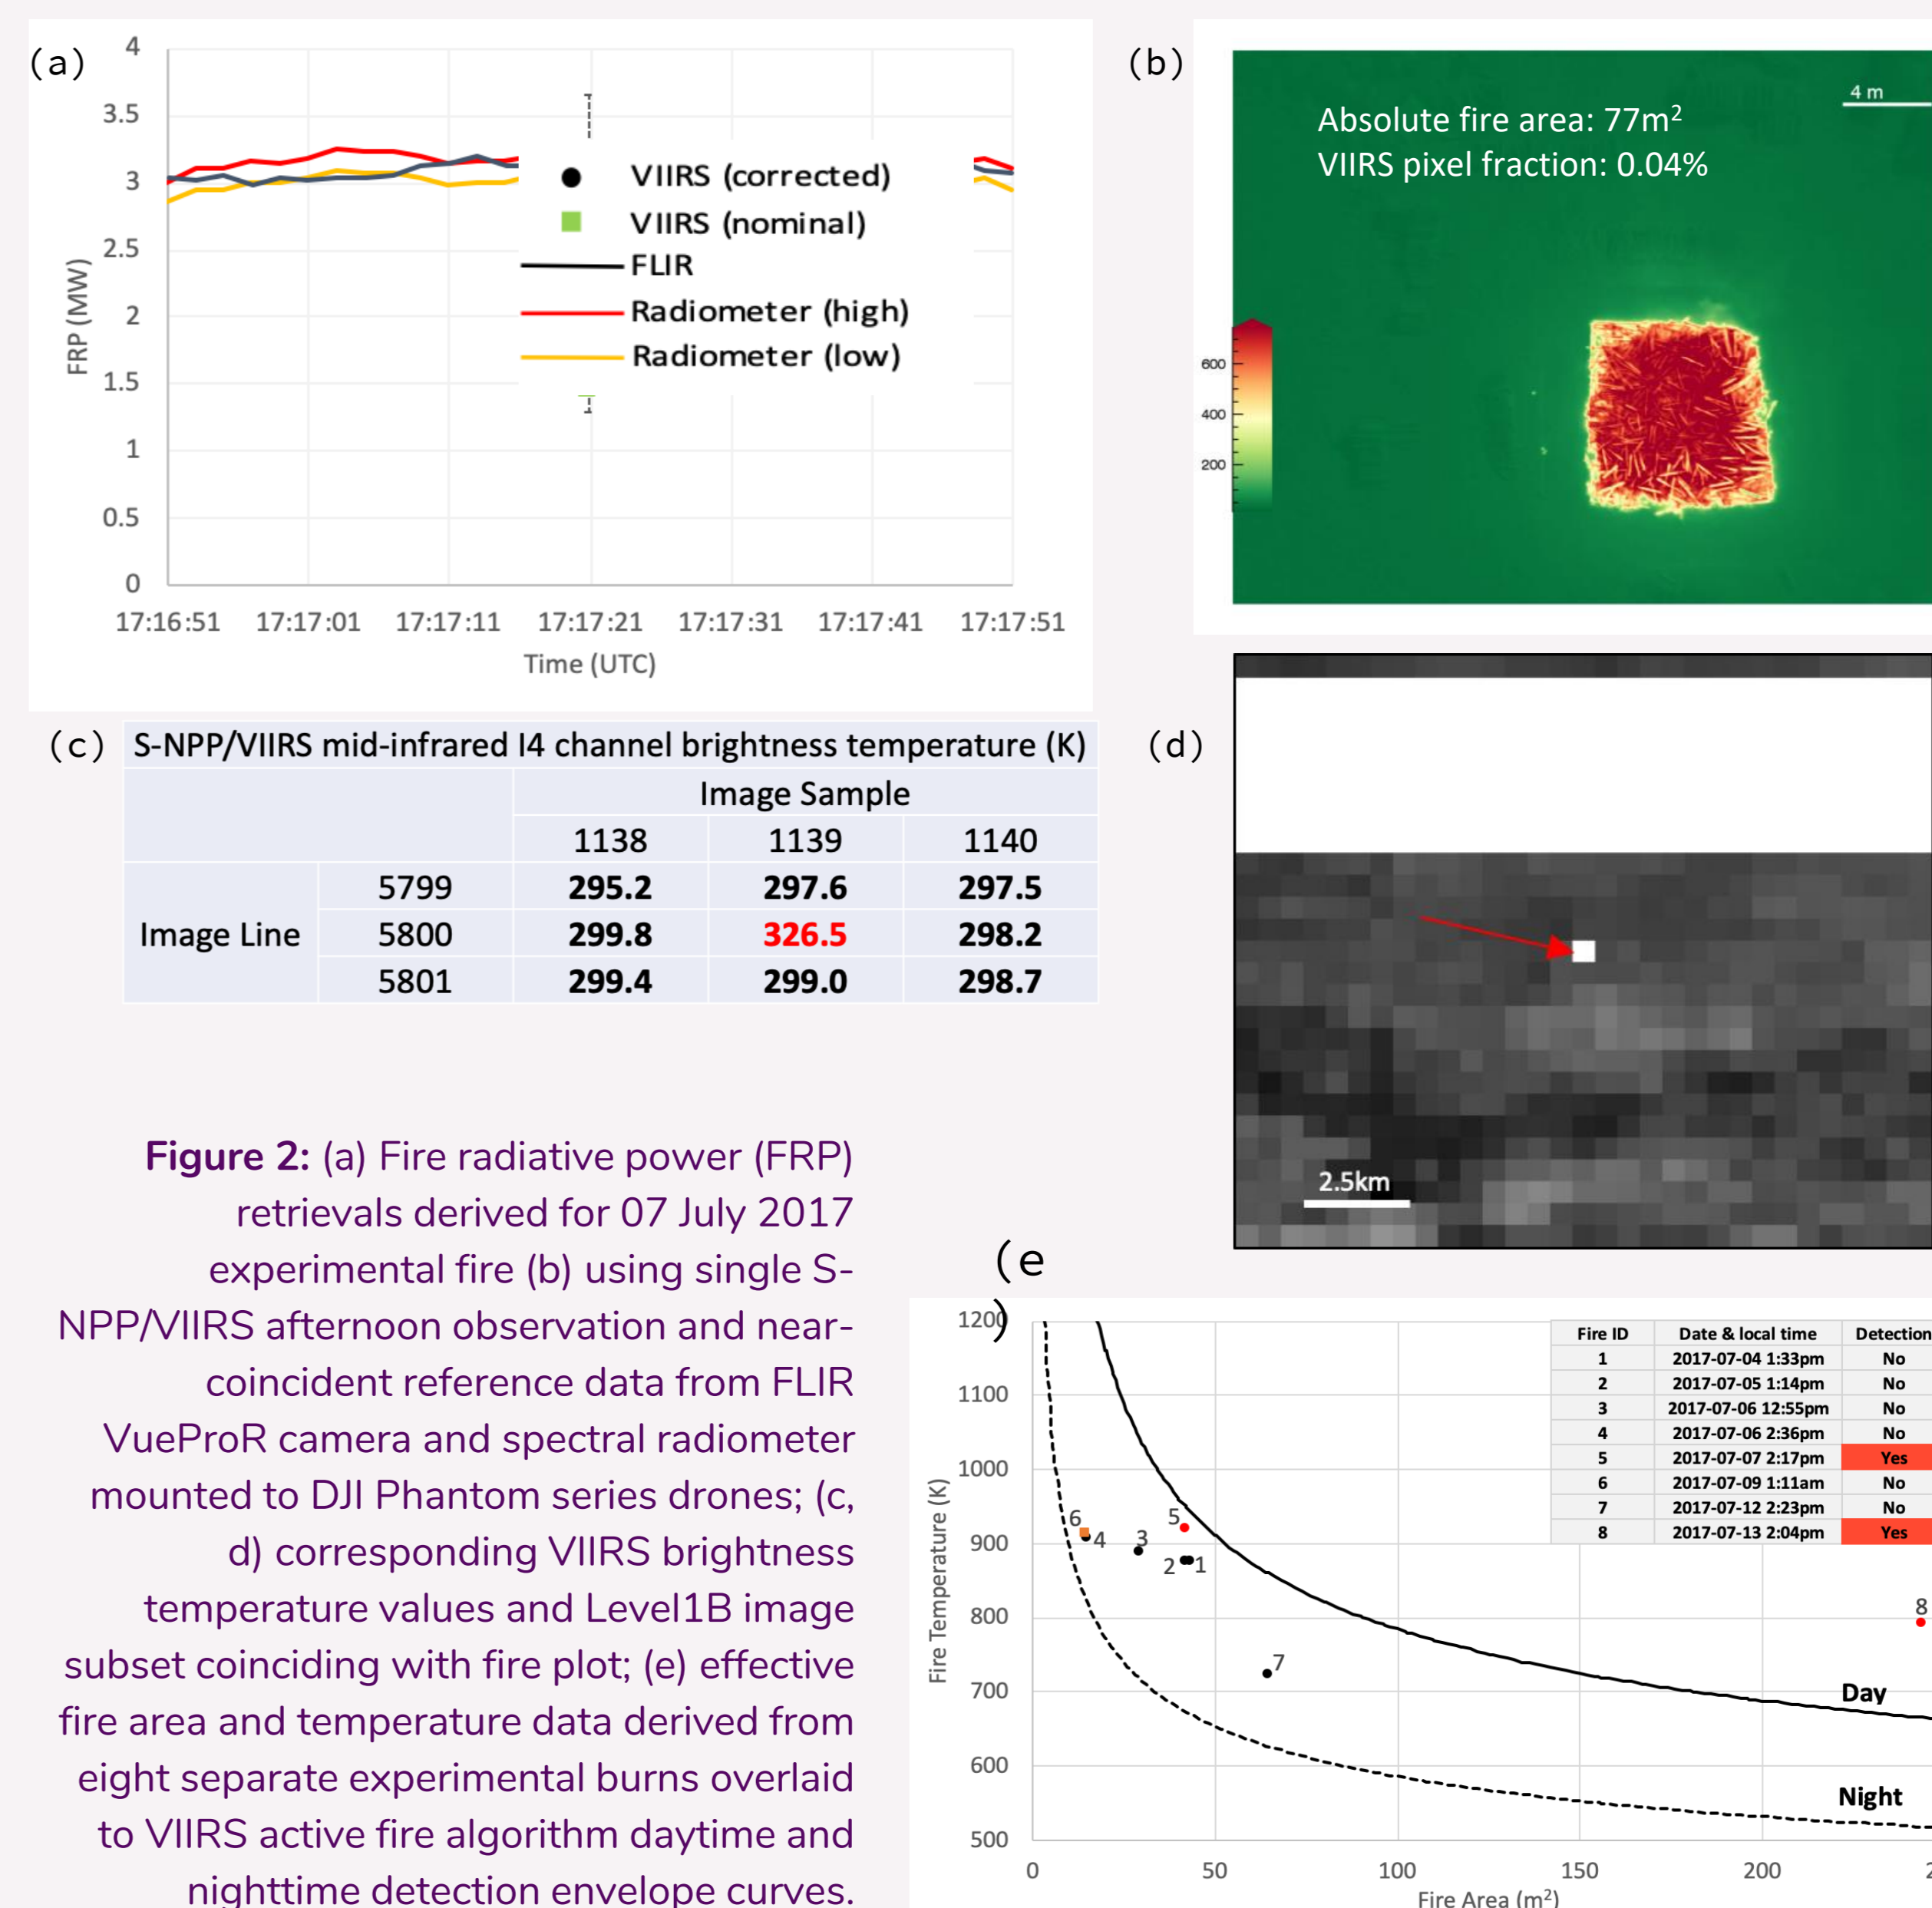 (a)
4
3.5
3
2.5
2
1.5
1
0.5
0
FRP (MW)
VIIRS (corrected)
VIIRS (nominal)
FLIR
Radiometer (high)
Radiometer (low)
17:16:51 17:17:01 17:17:11 17:17:21 17:17:31 17:17:41 17:17:51
Time (UTC)
(b)
4 m
Absolute fire area: 77m²
VIIRS pixel fraction: 0.04%
600
400
200
(c)
S-NPP/VIIRS mid-infrared I4 channel brightness temperature (K)
Image Sample
1138 1139 1140
5799 295.2 297.6 297.5
Image Line 5800 299.8 326.5 298.2
5801 299.4 299.0 298.7
(d)
2.5km
Figure 2: (a) Fire radiative power (FRP)
retrievals derived for 07 July 2017
experimental fire (b) using single S-
NPP/VIIRS afternoon observation and near-
coincident reference data from FLIR
VueProR camera and spectral radiometer
mounted to DJI Phantom series drones; (c,
d) corresponding VIIRS brightness
temperature values and Level1B image
subset coinciding with fire plot; (e) effective
fire area and temperature data derived from
eight separate experimental burns overlaid
to VIIRS active fire algorithm daytime and
nighttime detection envelope curves.
(e
)
1200
1100
1000
900
800
700
600
500
Fire Temperature (K)
Fire ID Date & local time Detection
1 2017-07-04 1:33pm No
2 2017-07-05 1:14pm No
3 2017-07-06 12:55pm No
4 2017-07-06 2:36pm No
5 2017-07-07 2:17pm Yes
6 2017-07-09 1:11am No
7 2017-07-12 2:23pm No
8 2017-07-13 2:04pm Yes
6
4
3
5
2
1
7
8
Day
Night
0 50 100 150 200
Fire Area (m²)